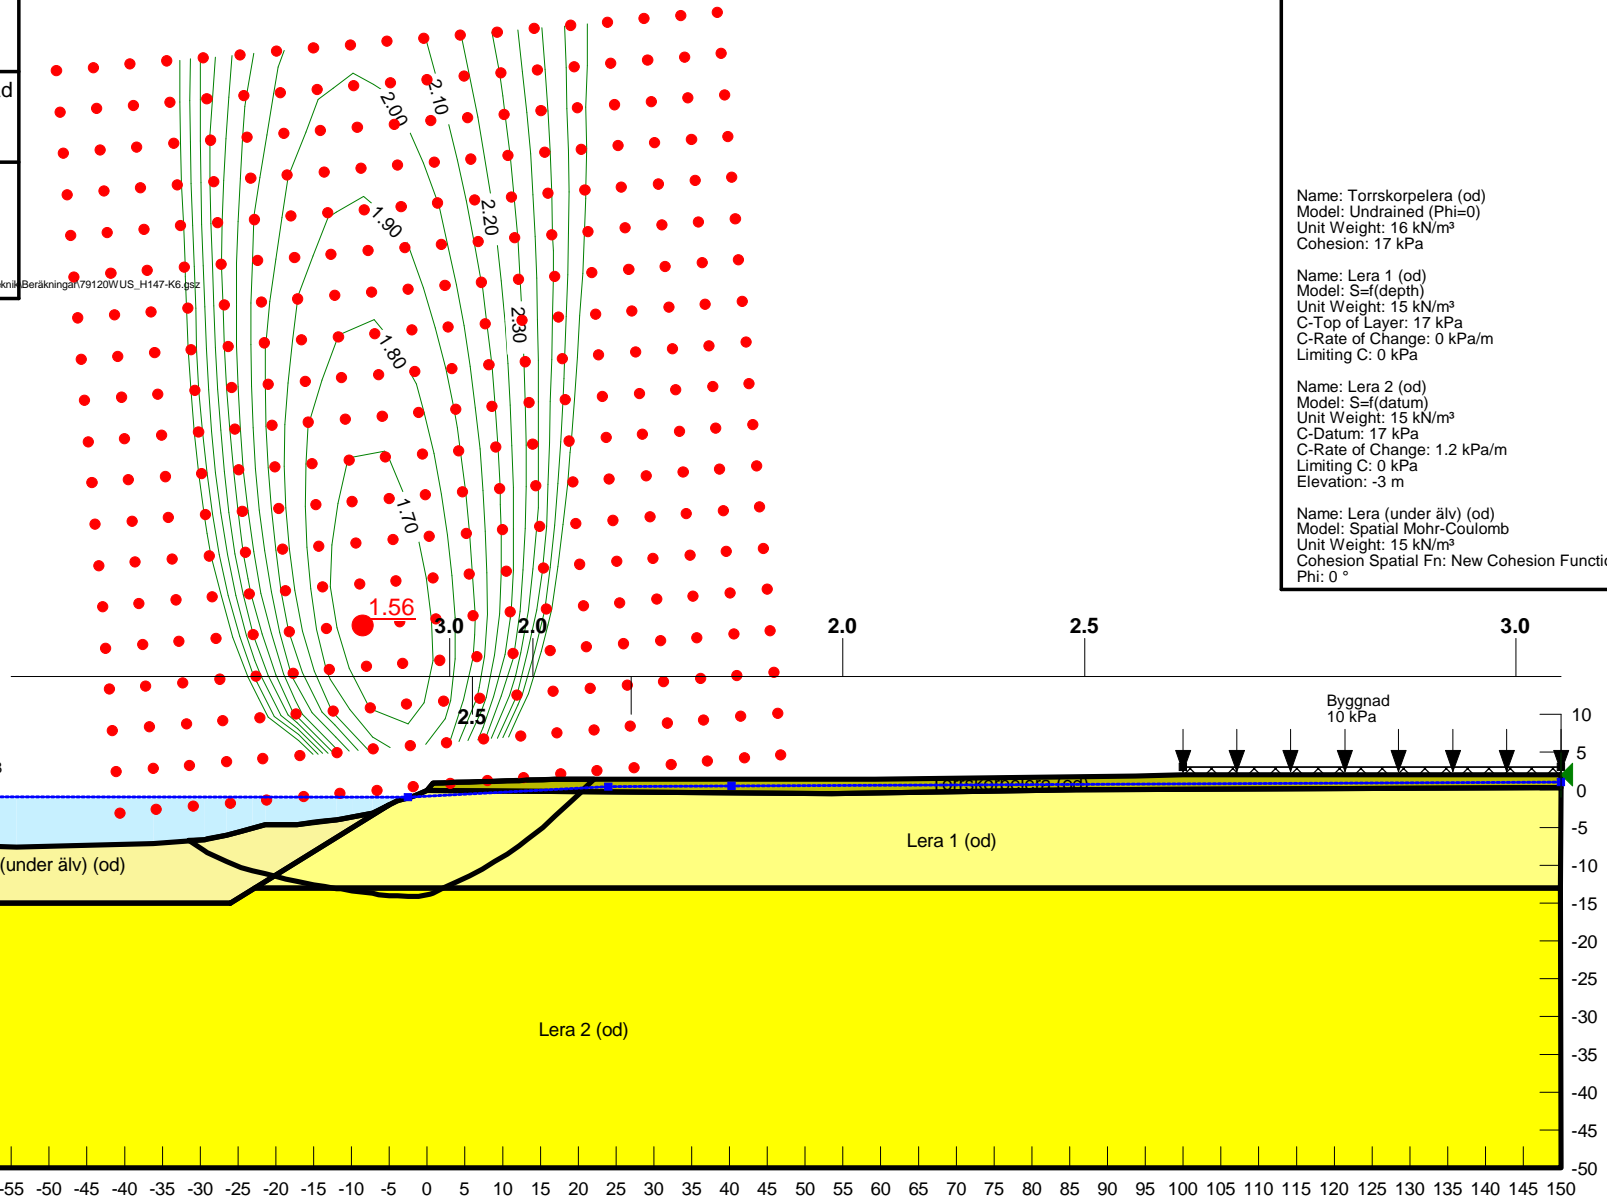 ad
eknik\Beräkningar\79120WUS_H147-K6.gsz
2.10
2.00
2.20
1.90
2.30
1.80
1.70
1.56
Name: Torrskorpelera (od)
Model: Undrained (Phi=0)
Unit Weight: 16 kN/m³
Cohesion: 17 kPa
Name: Lera 1 (od)
Model: S=f(depth)
Unit Weight: 15 kN/m³
C-Top of Layer: 17 kPa
C-Rate of Change: 0 kPa/m
Limiting C: 0 kPa
Name: Lera 2 (od)
Model: S=f(datum)
Unit Weight: 15 kN/m³
C-Datum: 17 kPa
C-Rate of Change: 1.2 kPa/m
Limiting C: 0 kPa
Elevation: -3 m
Name: Lera (under älv) (od)
Model: Spatial Mohr-Coulomb
Unit Weight: 15 kN/m³
Cohesion Spatial Fn: New Cohesion Functio
Phi: 0 °
3.0 2.0 2.0 2.5 3.0
2.5
Byggnad
10 kPa
Torrskorpelera (od)
Lera 1 (od)
(under älv) (od)
Lera 2 (od)
10
5
0
-5
-10
-15
-20
-25
-30
-35
-40
-45
-50
-55 -50 -45 -40 -35 -30 -25 -20 -15 -10 -5 0 5 10 15 20 25 30 35 40 45 50 55 60 65 70 75 80 85 90 95 100 105 110 115 120 125 130 135 140 145 150